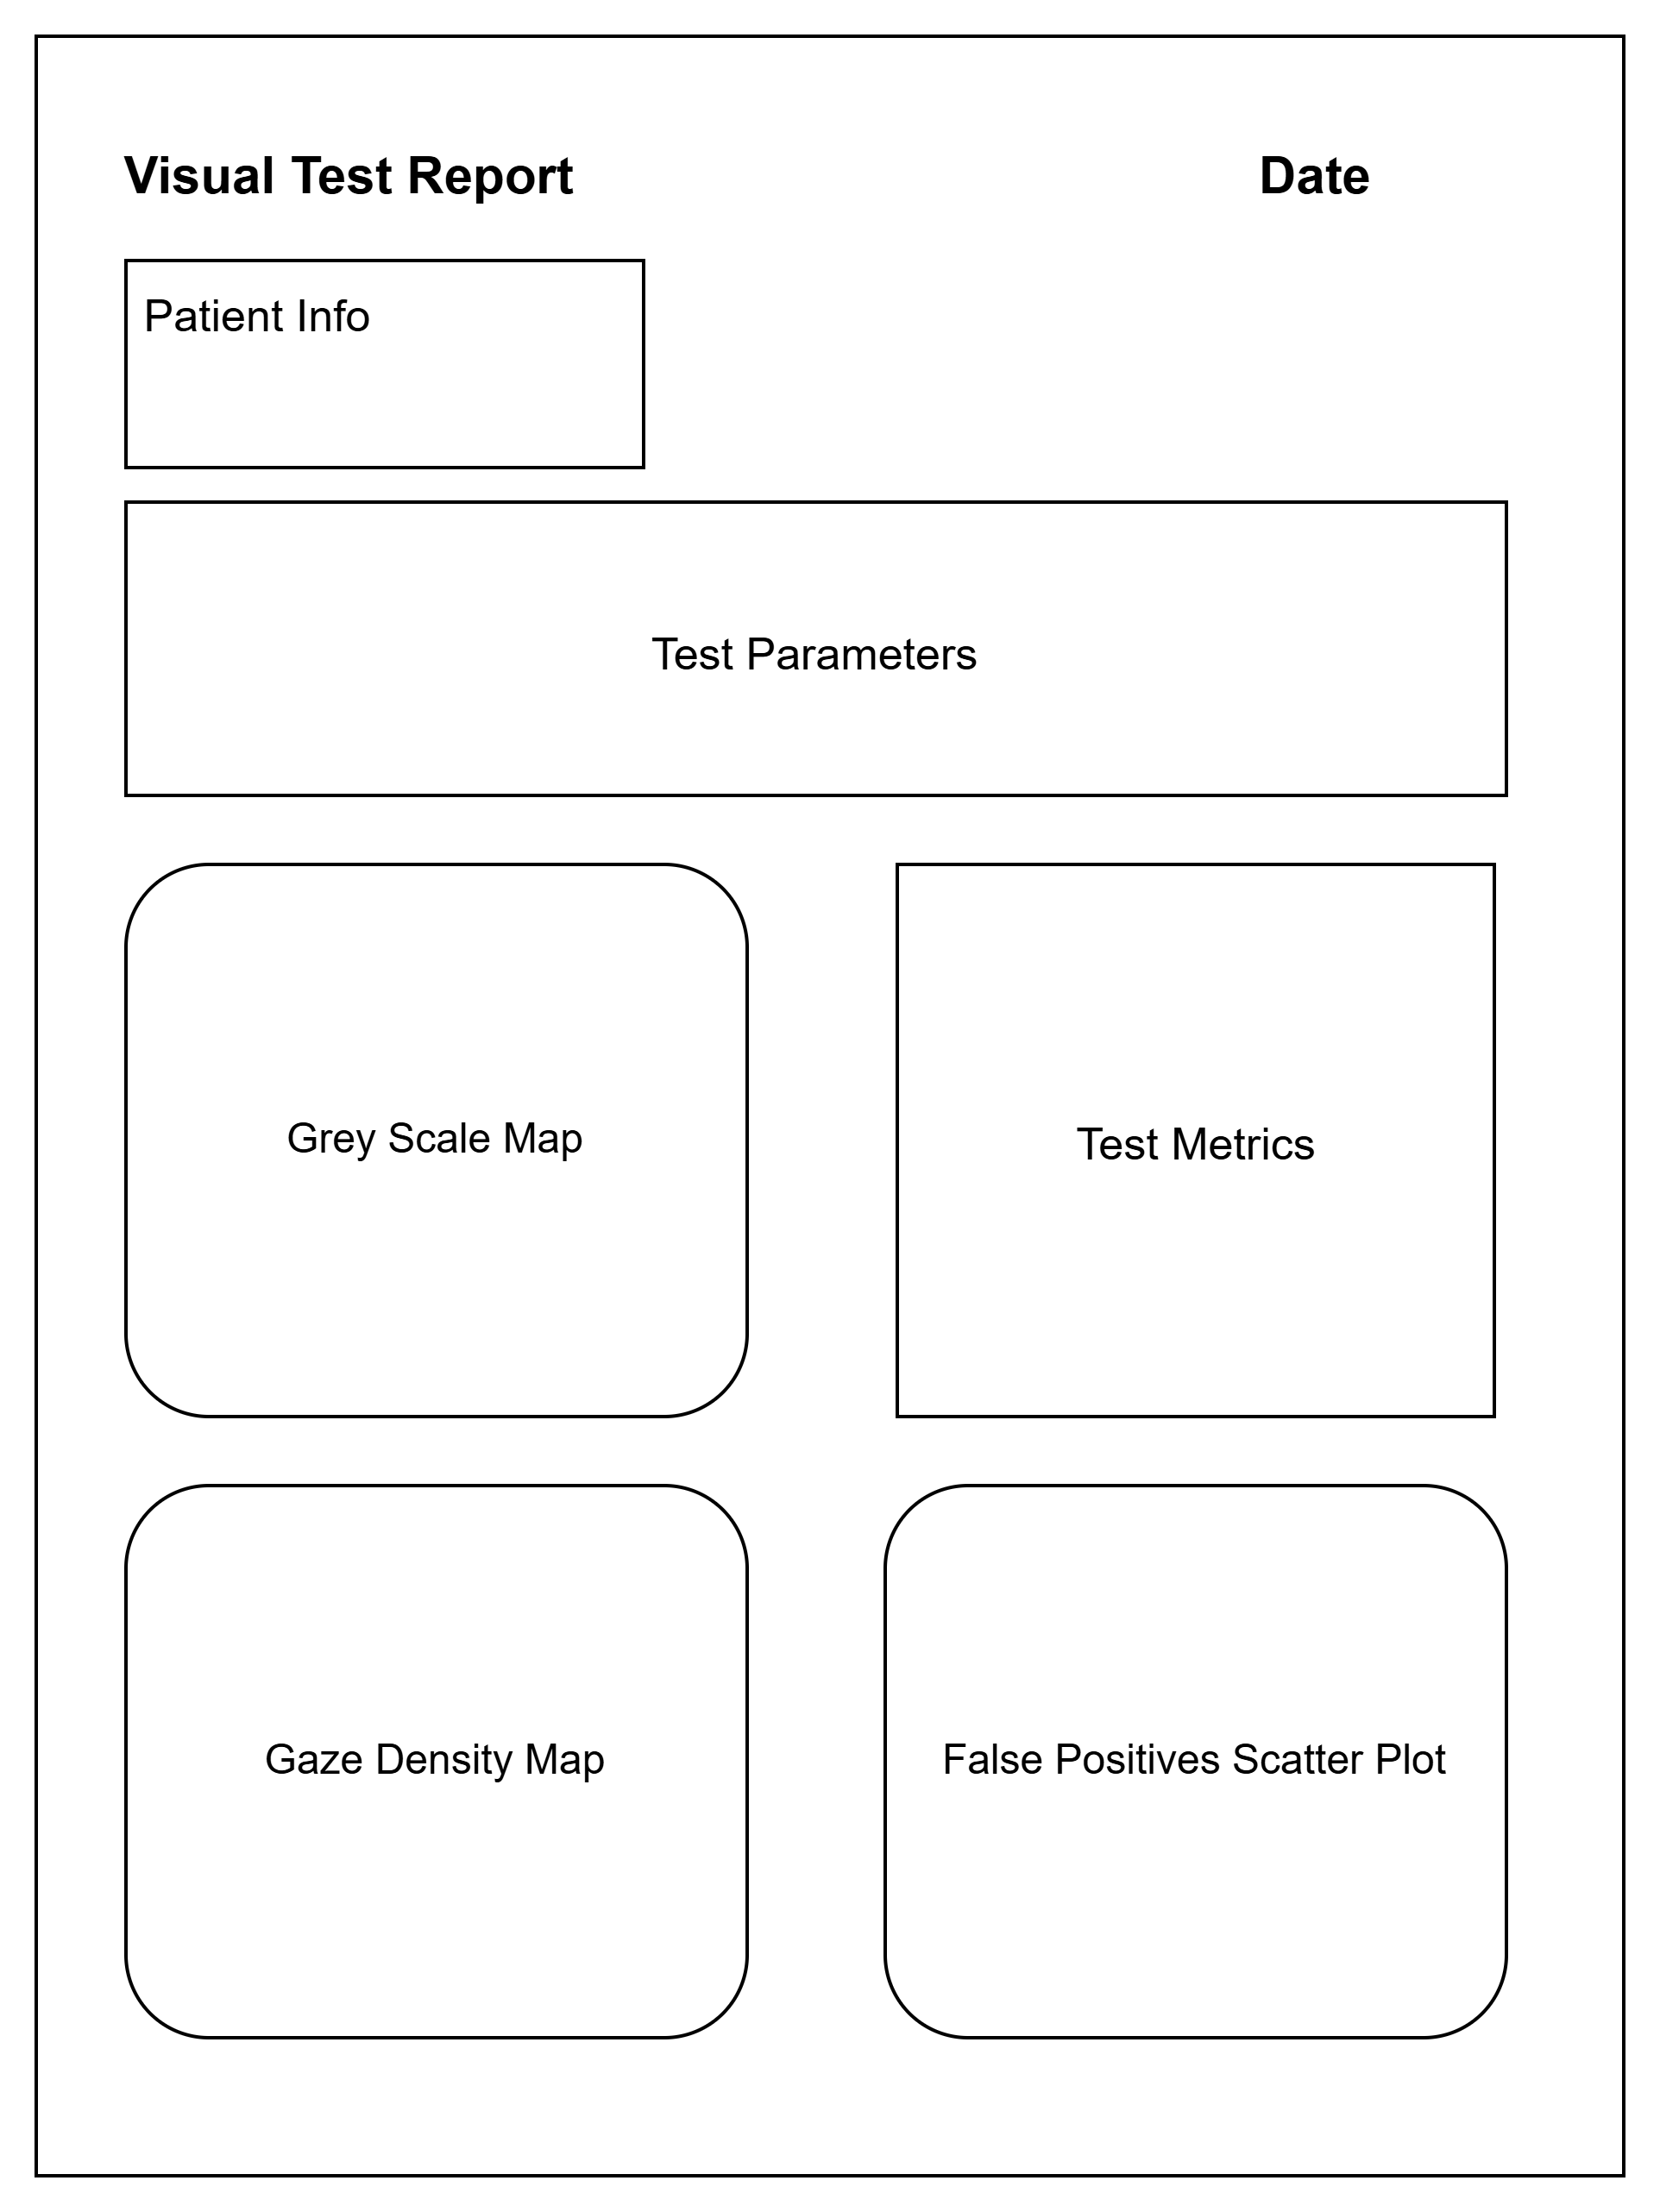 Visual Test Report
Date
Patient Info
Test Parameters
Grey Scale Map
Test Metrics
Gaze Density Map
False Positives Scatter Plot